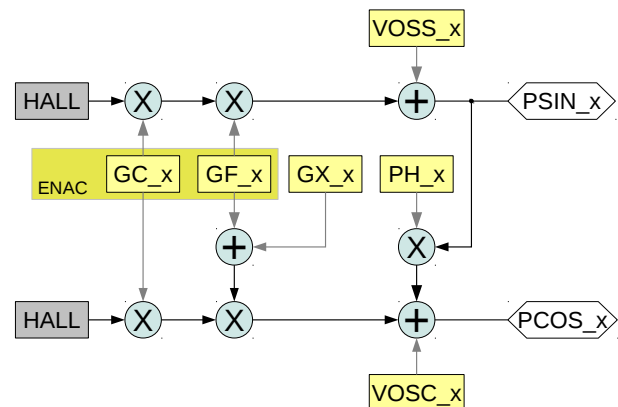 VOSS_x
HALL
X
X
+
PSIN_x
ENAC
GC_x
GF_x
GX_x
PH_x
+
X
HALL
X
X
+
PCOS_x
VOSC_x